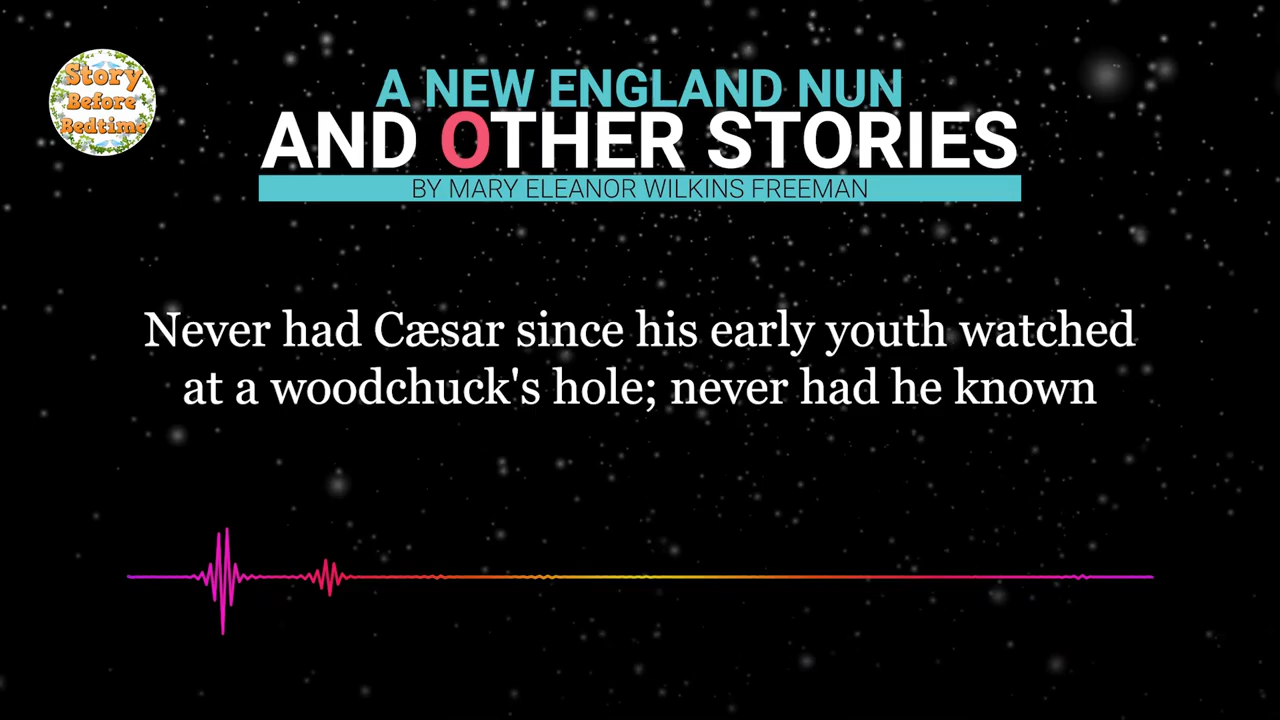 Story
Before
Bedtime
A NEW ENGLAND NUN
AND OTHER STORIES
BY MARY ELEANOR WILKINS FREEMAN
Never had Cæsar since his early youth watched
at a woodchuck's hole; never had he known